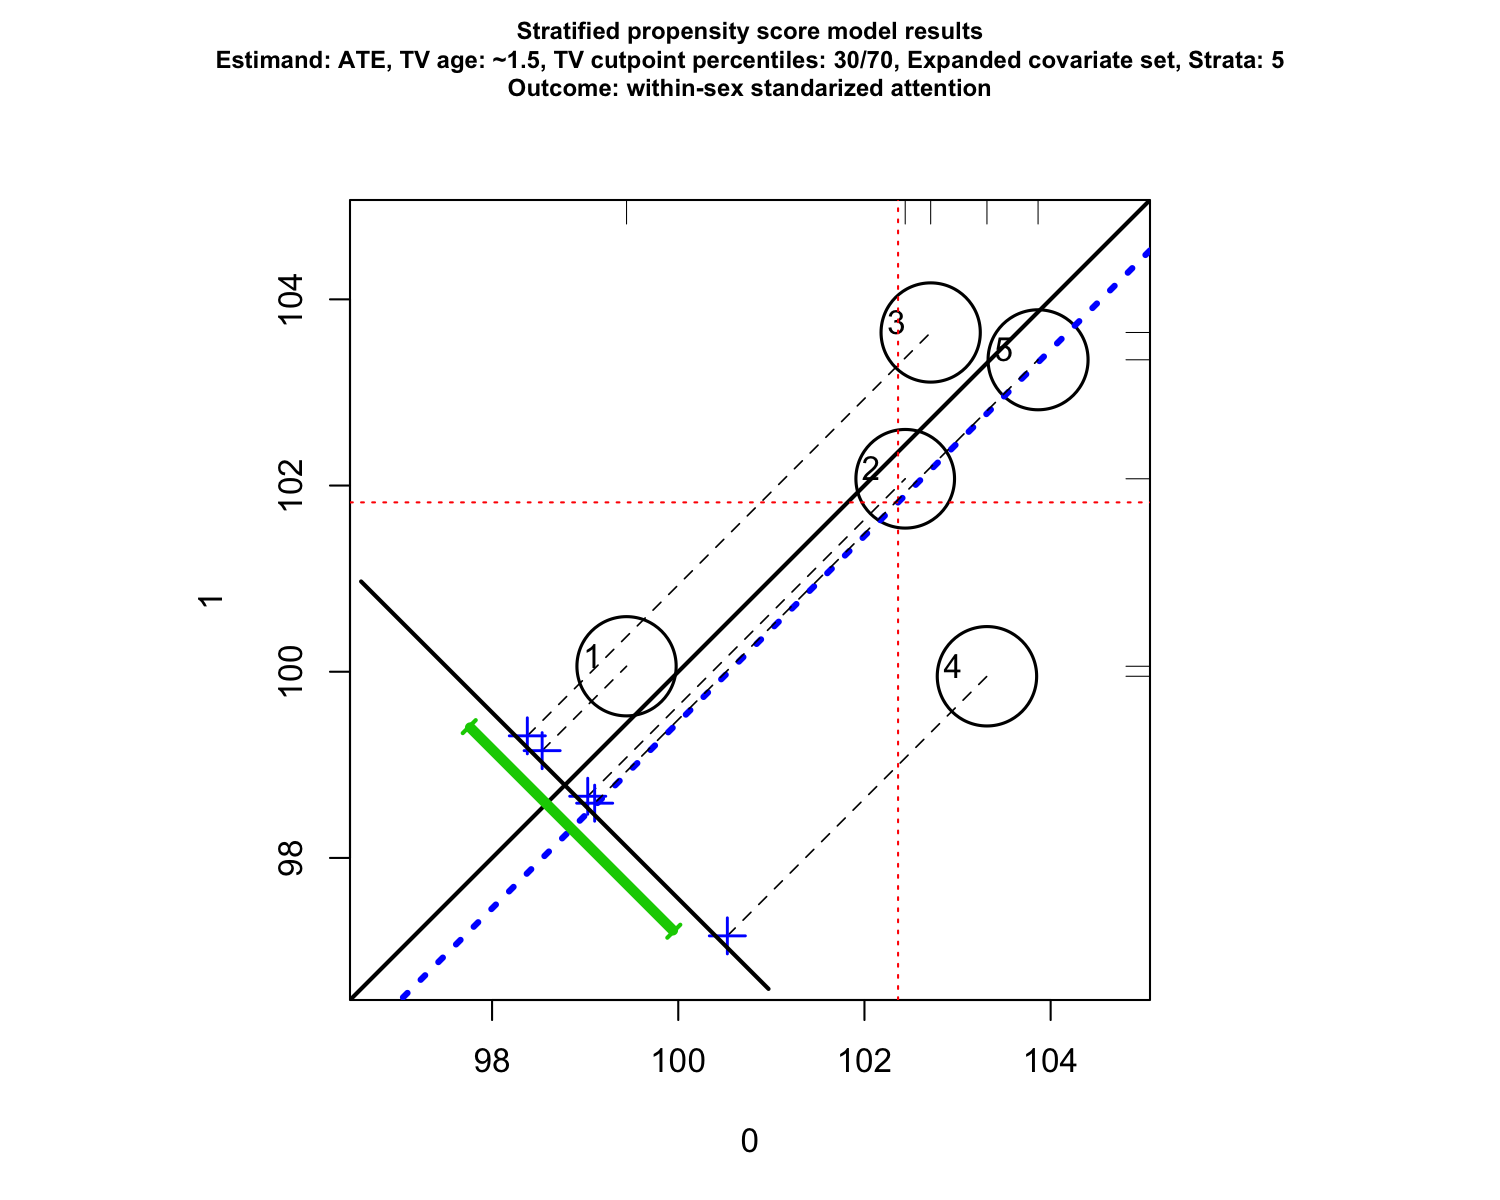 Stratified propensity score model results
Estimand: ATE, TV age: ~1.5, TV cutpoint percentiles: 30/70, Expanded covariate set, Strata: 5
Outcome: within-sex standarized attention
104
102
100
98
1
3
5
2
1
4
98 100 102 104
0